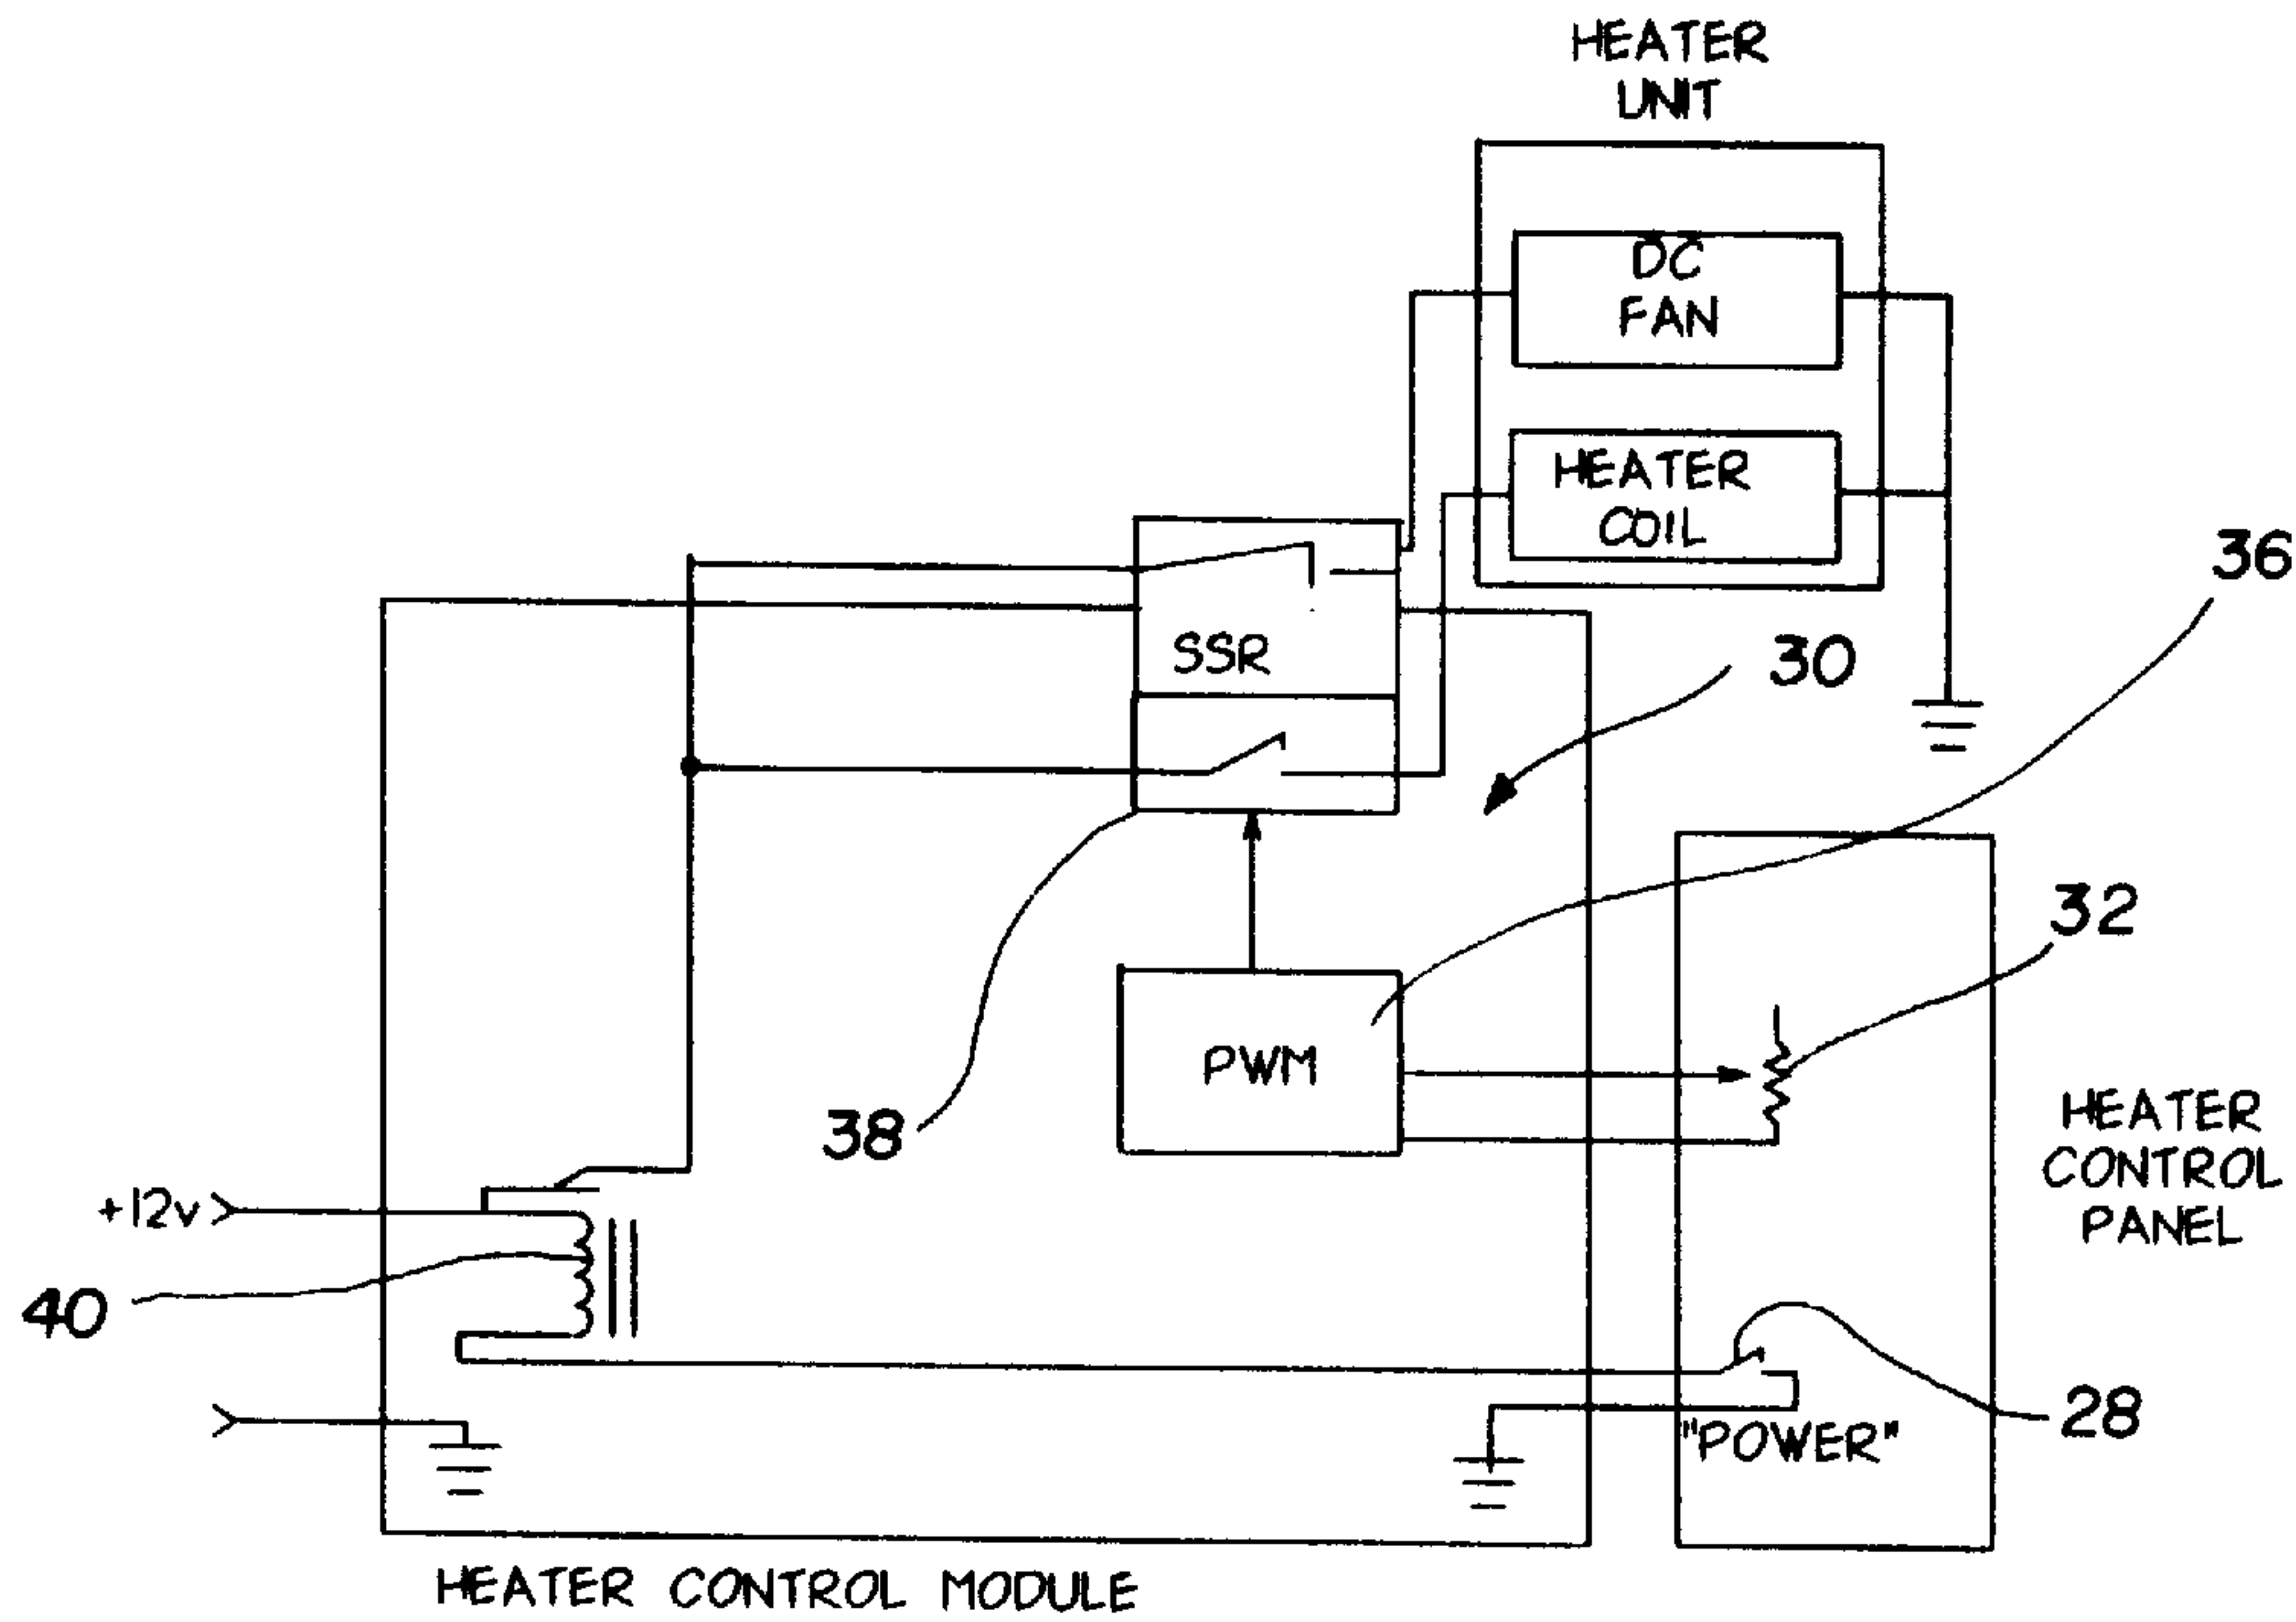 HEATER
UNIT
DC
FAN
HEATER
COIL
36
SSR
30
32
PWM
38
HEATER
CONTROL
PANEL
+12v
40
28
"POWER"
HEATER CONTROL MODULE